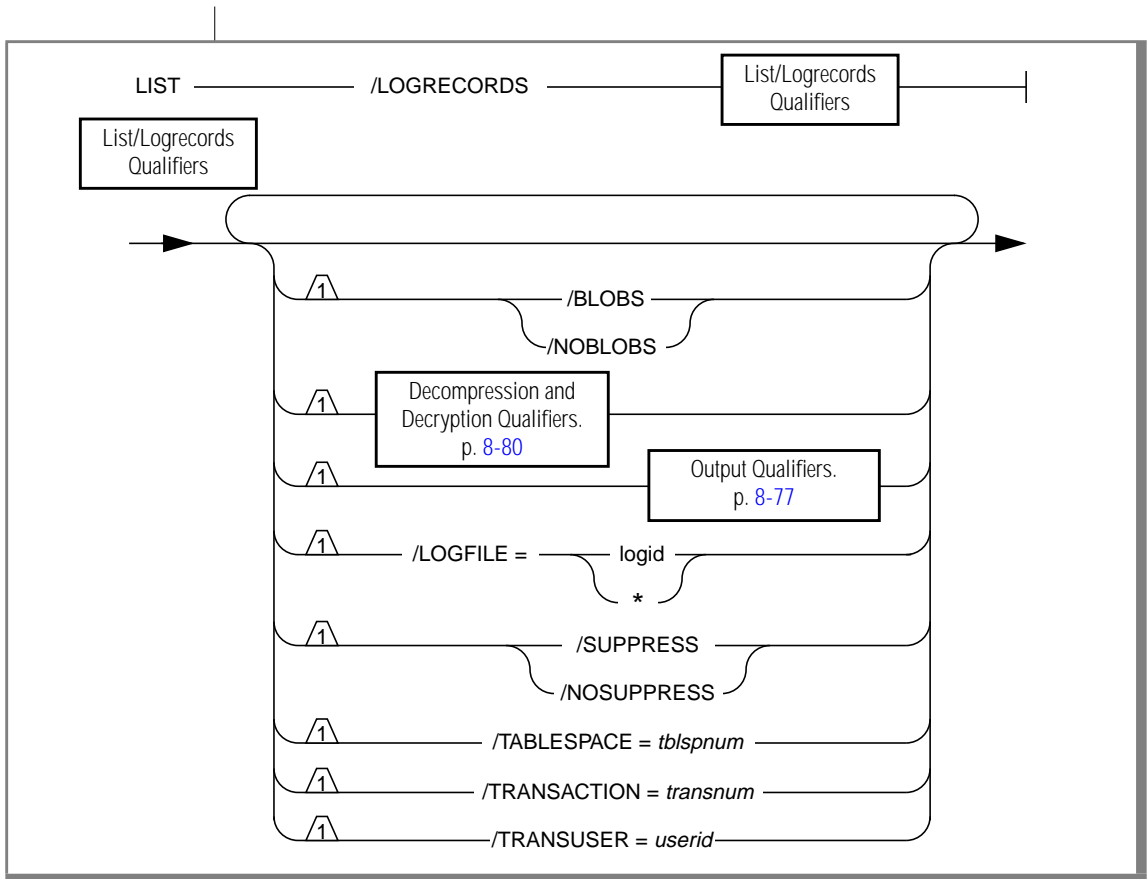 LIST /LOGRECORDS List/Logrecords
Qualifiers
List/Logrecords
Qualifiers
1 /BLOBS
/NOBLOBS
1 Decompression and
Decryption Qualifiers.
p. 8-80
1 Output Qualifiers.
p. 8-77
1 /LOGFILE = logid
*
1 /SUPPRESS
/NOSUPPRESS
1 /TABLESPACE = tblspnum
1 /TRANSACTION = transnum
1 /TRANSUSER = userid